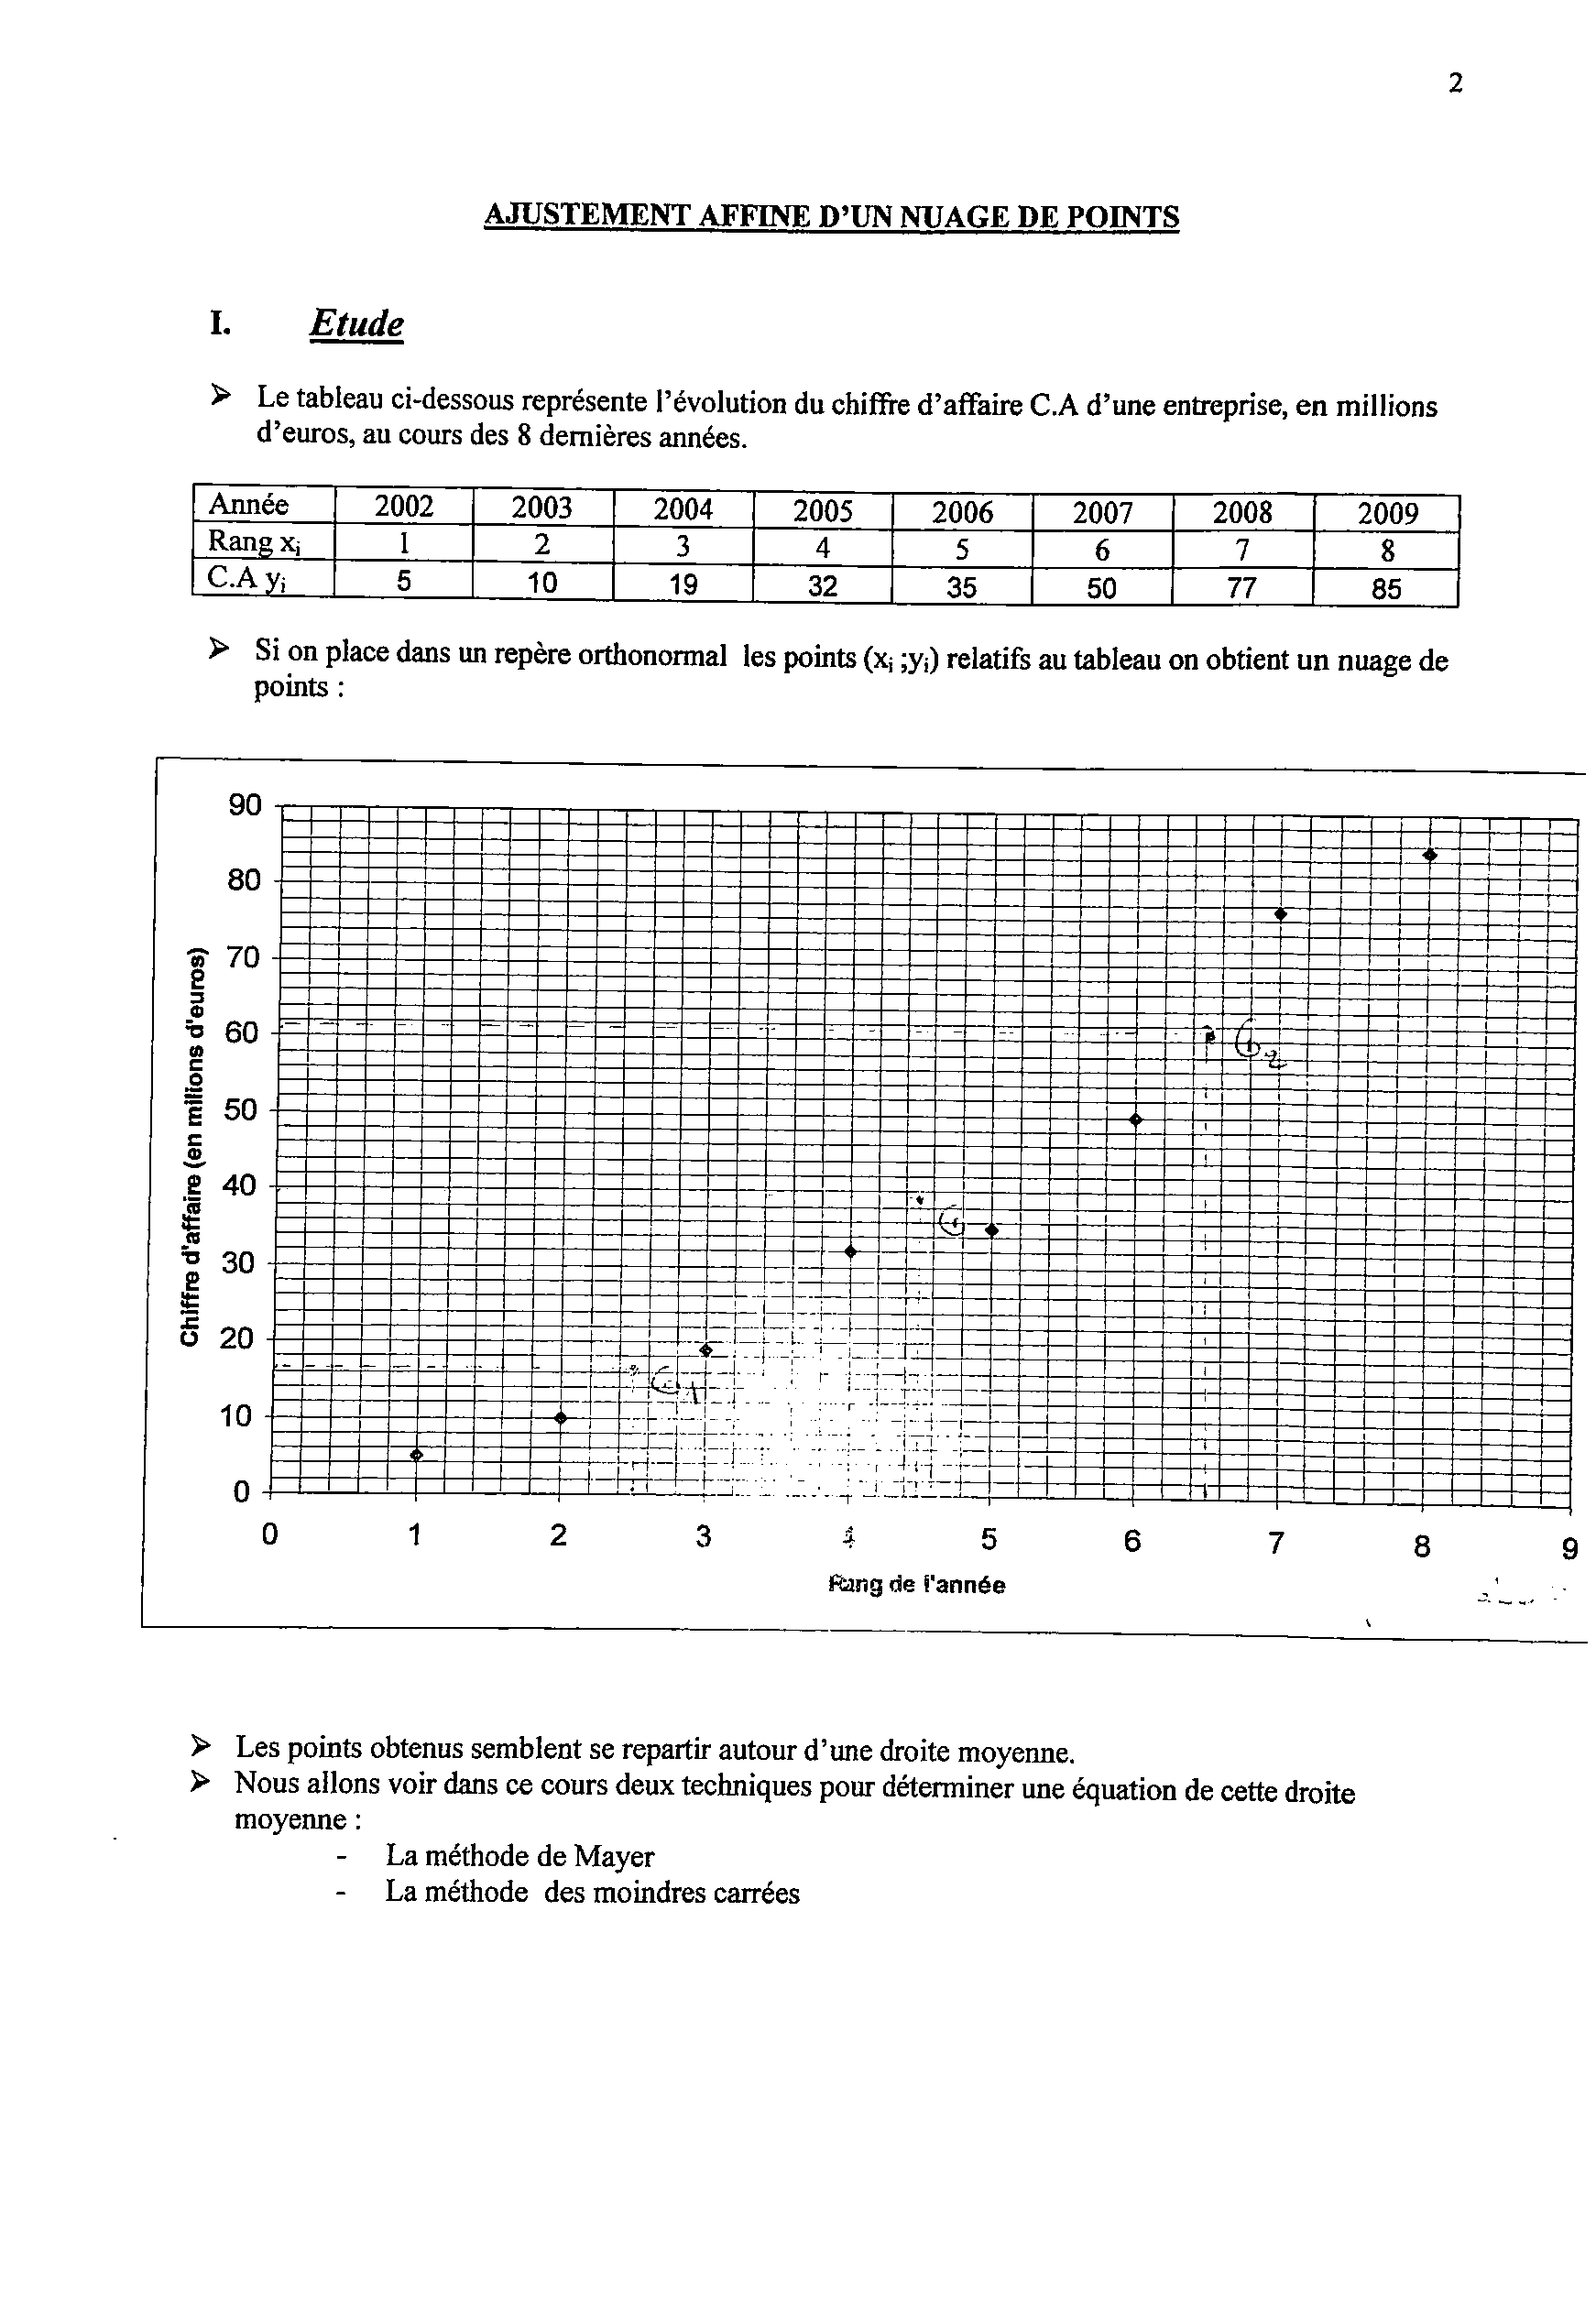 2
AJUSTEMENT AFFINE D'UN NUAGE DE POINTS
I. Etude
➢ Le tableau ci-dessous représente l'évolution du chiffre d'affaire C.A d'une entreprise, en millions
d'euros, au cours des 8 dernières années.
Année 2002 2003 2004 2005 2006 2007 2008 2009
Rang xi 1 2 3 4 5 6 7 8
C.A yi 5 10 19 32 35 50 77 85
➢ Si on place dans un repère orthonormal les points (xi ;yi) relatifs au tableau on obtient un nuage de
points :
Chiffre d'affaire (en millions d'euros)
90
80
70
60
50
40
30
20
10
0
G2
G
G1
0 1 2 3 4 5 6 7 8 9
Rang de l'année
➢ Les points obtenus semblent se repartir autour d'une droite moyenne.
➢ Nous allons voir dans ce cours deux techniques pour déterminer une équation de cette droite
moyenne :
- La méthode de Mayer
- La méthode des moindres carrées